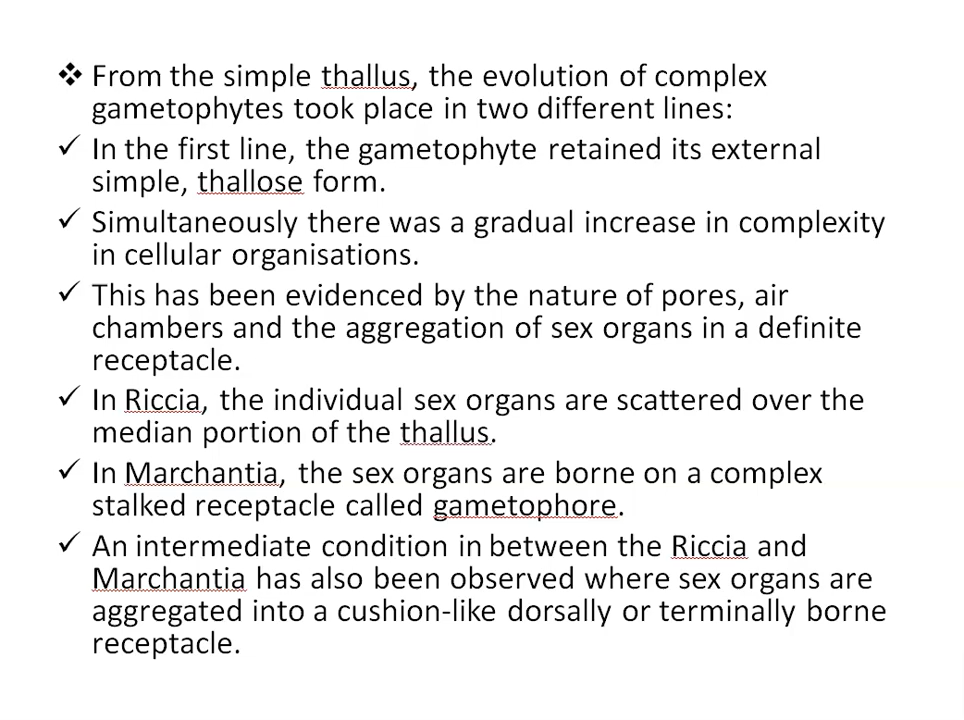 ❖ From the simple thallus, the evolution of complex
gametophytes took place in two different lines:
✓ In the first line, the gametophyte retained its external
simple, thallose form.
✓ Simultaneously there was a gradual increase in complexity
in cellular organisations.
✓ This has been evidenced by the nature of pores, air
chambers and the aggregation of sex organs in a definite
receptacle.
✓ In Riccia, the individual sex organs are scattered over the
median portion of the thallus.
✓ In Marchantia, the sex organs are borne on a complex
stalked receptacle called gametophore.
✓ An intermediate condition in between the Riccia and
Marchantia has also been observed where sex organs are
aggregated into a cushion-like dorsally or terminally borne
receptacle.